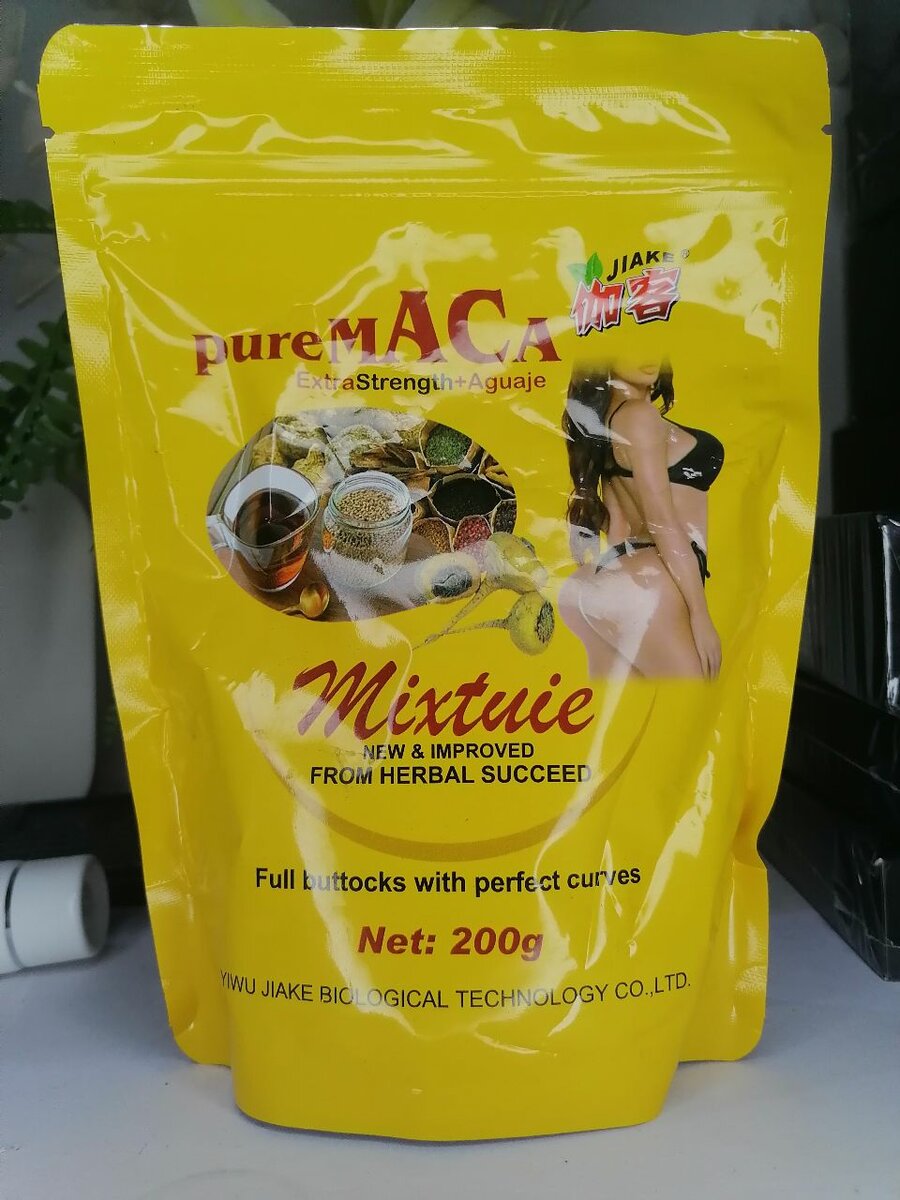 JIAKE®
伽客
pureMACA
ExtraStrength+Aguaje
Mixtuie
NEW & IMPROVED
FROM HERBAL SUCCEED
Full buttocks with perfect curves
Net: 200g
YIWU JIAKE BIOLOGICAL TECHNOLOGY CO.,LTD.